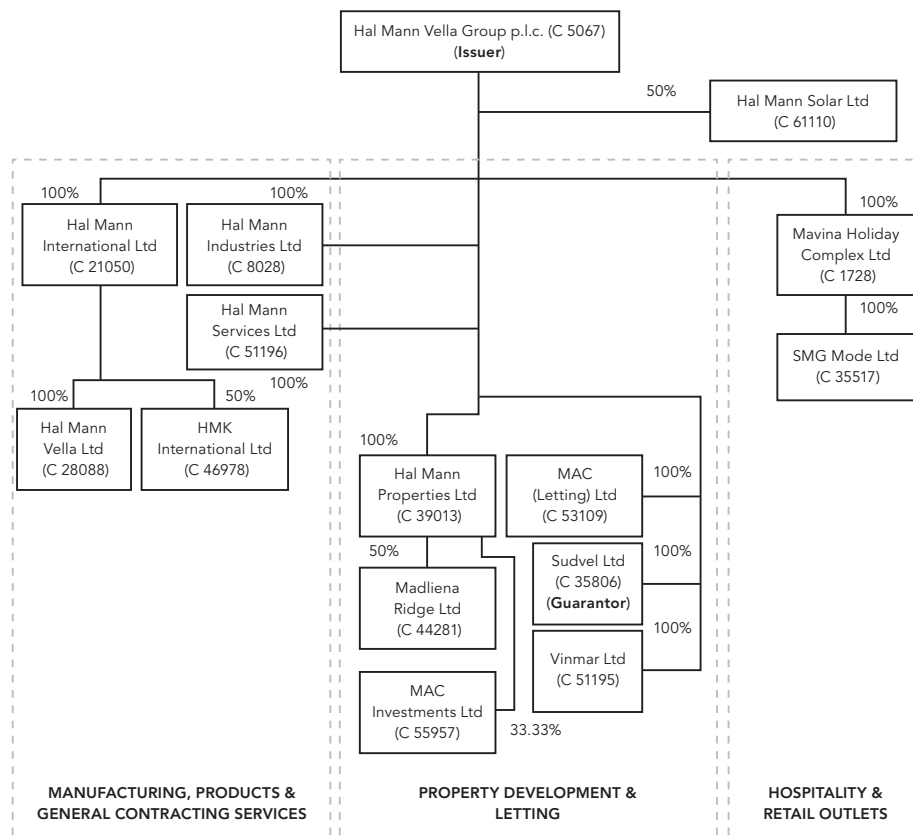 Hal Mann Vella Group p.l.c. (C 5067)
(Issuer)
50%
Hal Mann Solar Ltd
(C 61110)
100%
Hal Mann
International Ltd
(C 21050)
100%
Hal Mann
Industries Ltd
(C 8028)
Hal Mann
Services Ltd
(C 51196)
100%
100%
Hal Mann
Vella Ltd
(C 28088)
50%
HMK
International Ltd
(C 46978)
100%
Hal Mann
Properties Ltd
(C 39013)
50%
Madliena
Ridge Ltd
(C 44281)
MAC
Investments Ltd
(C 55957)
33.33%
MAC
(Letting) Ltd
(C 53109)
100%
Sudvel Ltd
(C 35806)
(Guarantor)
100%
Vinmar Ltd
(C 51195)
100%
100%
Mavina Holiday
Complex Ltd
(C 1728)
100%
SMG Mode Ltd
(C 35517)
MANUFACTURING, PRODUCTS &
GENERAL CONTRACTING SERVICES
PROPERTY DEVELOPMENT &
LETTING
HOSPITALITY &
RETAIL OUTLETS